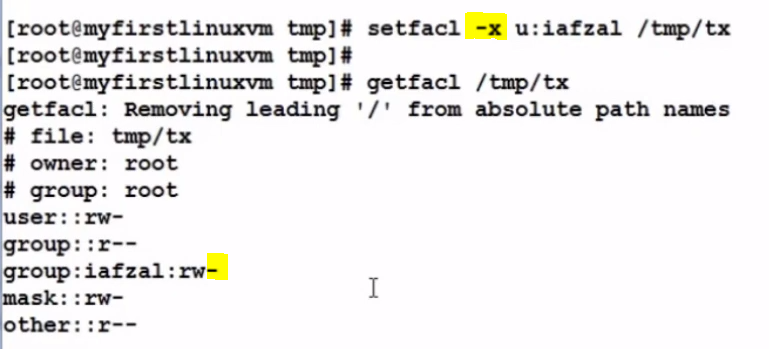 [root@myfirstlinuxvm tmp]# setfacl -x u:iafzal /tmp/tx
[root@myfirstlinuxvm tmp]#
[root@myfirstlinuxvm tmp]# getfacl /tmp/tx
getfacl: Removing leading '/' from absolute path names
# file: tmp/tx
# owner: root
# group: root
user::rw-
group::r--
group:iafzal:rw-
mask::rw-
other::r--